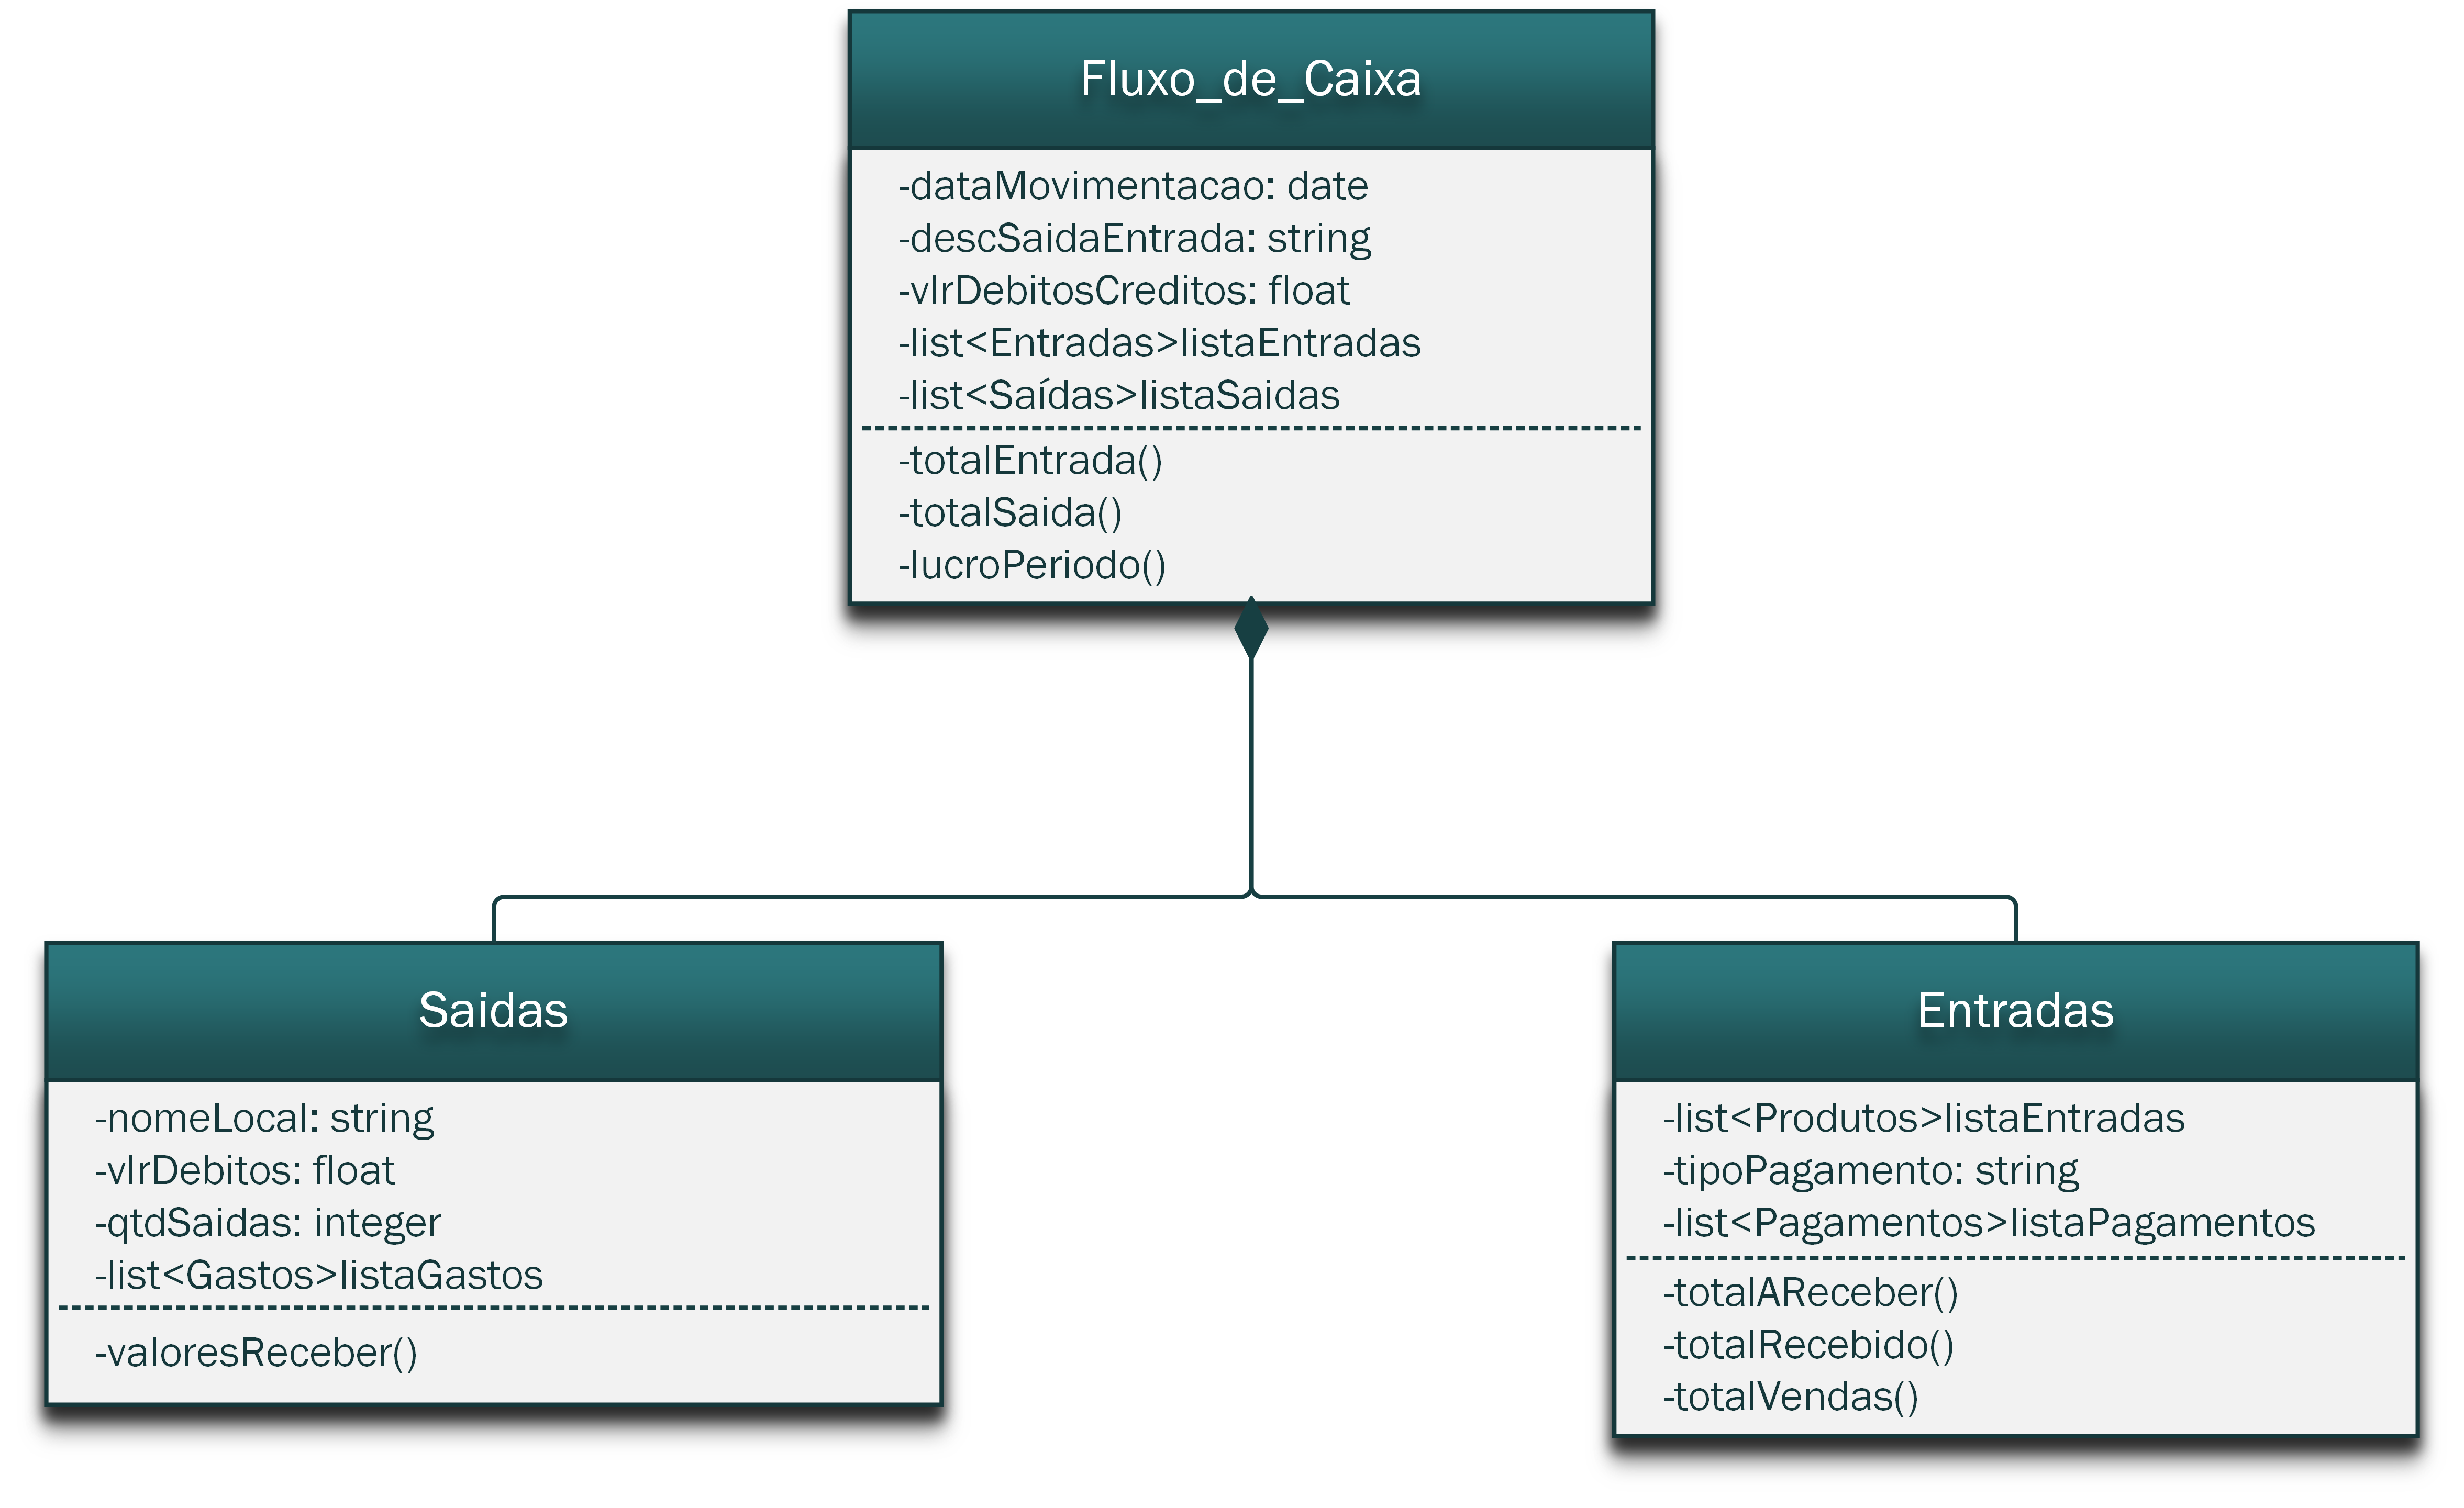 Fluxo_de_Caixa
-dataMovimentacao: date
-descSaidaEntrada: string
-vlrDebitosCreditos: float
-list<Entradas>listaEntradas
-list<Saídas>listaSaidas
-totalEntrada()
-totalSaida()
-lucroPeriodo()
Saidas
-nomeLocal: string
-vlrDebitos: float
-qtdSaidas: integer
-list<Gastos>listaGastos
-valoresReceber()
Entradas
-list<Produtos>listaEntradas
-tipoPagamento: string
-list<Pagamentos>listaPagamentos
-totalAReceber()
-totalRecebido()
-totalVendas()